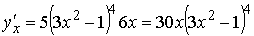 y′ₓ = 5(3x² − 1)⁴ 6x = 30x(3x² − 1)⁴